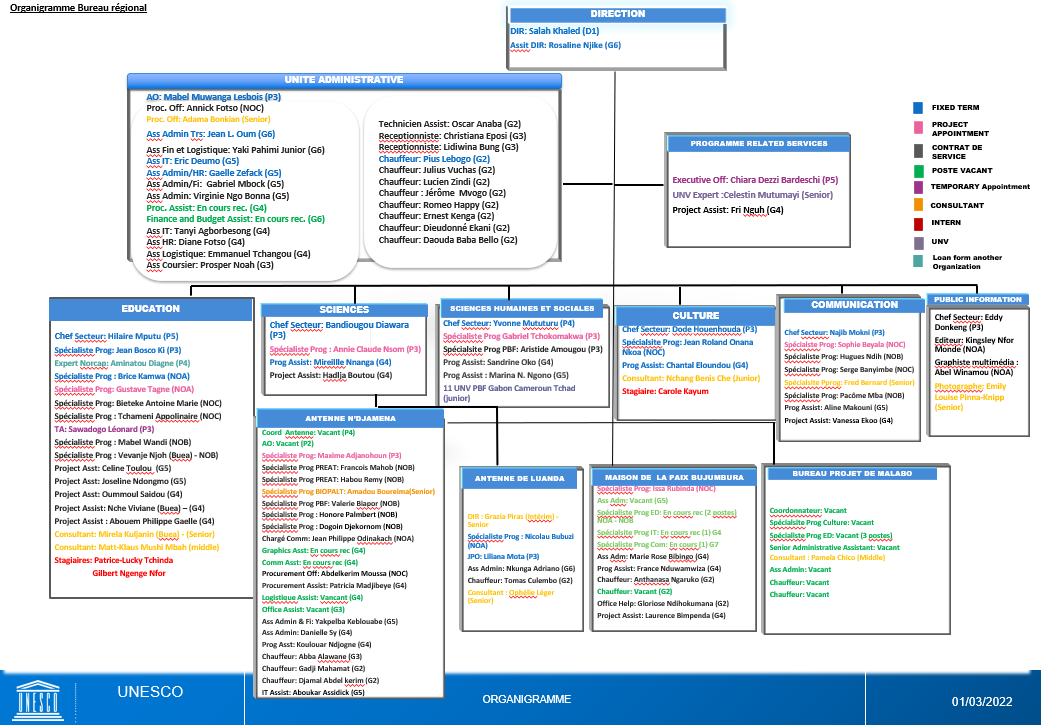 Organigramme Bureau régional
DIRECTION
DIR: Salah Khaled (D1)
Assit DIR: Rosaline Njike (G6)
UNITE ADMINISTRATIVE
AO: Mabel Muwanga Lesbois (P3)
Proc. Off: Annick Fotso (NOC)
Proc. Off: Adama Bonkian (Senior)
Ass Admin Trs: Jean L. Oum (G6)
Ass Fin et Logistique: Yaki Pahimi Junior (G6)
Ass IT: Eric Deumo (G5)
Ass Admin/HR: Gaelle Zefack (G5)
Ass Admin/Fi: Gabriel Mbock (G5)
Ass Admin: Virginie Ngo Bonna (G5)
Proc. Assist: En cours rec. (G4)
Finance and Budget Assist: En cours rec. (G6)
Ass IT: Tanyi Agborbesong (G4)
Ass HR: Diane Fotso (G4)
Ass Logistique: Emmanuel Tchangou (G4)
Ass Coursier: Prosper Noah (G3)
Technicien Assist: Oscar Anaba (G2)
Receptionniste: Christiana Eposi (G3)
Receptionniste: Lidiwina Bung (G3)
Chauffeur: Pius Lebogo (G2)
Chauffeur: Julius Vuchas (G2)
Chauffeur: Lucien Zindi (G2)
Chauffeur : Jérôme Mvogo (G2)
Chauffeur: Romeo Happy (G2)
Chauffeur: Ernest Kenga (G2)
Chauffeur: Dieudonné Ekani (G2)
Chauffeur: Daouda Baba Bello (G2)
PROGRAMME RELATED SERVICES
Executive Off: Chiara Dezzi Bardeschi (P5)
UNV Expert :Celestin Mutumayi (Senior)
Project Assist: Fri Nguh (G4)
FIXED TERM
PROJECT
APPOINTMENT
CONTRAT DE
SERVICE
POSTE VACANT
TEMPORARY Appointment
CONSULTANT
INTERN
UNV
Loan form another
Organization
EDUCATION
Chef Secteur: Hilaire Mputu (P5)
Spécialiste Prog: Jean Bosco Ki (P3)
Expert Norcap: Aminatou Diagne (P4)
Spécialiste Prog : Brice Kamwa (NOA)
Spécialiste Prog: Gustave Tagne (NOA)
Spécialiste Prog: Bieteke Antoine Marie (NOC)
Spécialiste Prog : Tchameni Appolinaire (NOC)
TA: Sawadogo Léonard (P3)
Spécialiste Prog : Mabel Wandi (NOB)
Spécialiste Prog : Vevanje Njoh (Buea) - NOB)
Project Asst: Celine Toulou (G5)
Project Asst: Joseline Ndongmo (G5)
Project Asst: Oummoul Saidou (G4)
Project Assist: Nche Viviane (Buea) – (G4)
Project Assist : Abouem Philippe Gaelle (G4)
Consultant: Mirela Kuljanin (Buea) - (Senior)
Consultant: Matt-Klaus Mushi Mbah (middle)
Stagiaires: Patrice-Lucky Tchinda
Gilbert Ngenge Nfor
SCIENCES
Chef Secteur: Bandiougou Diawara
(P3)
Spécialiste Prog : Annie Claude Nsom (P3)
Prog Assist: Mireillle Nnanga (G4)
Project Assist: Hadija Boutou (G4)
SCIENCES HUMAINES ET SOCIALES
Chef Secteur: Yvonne Mututuru (P4)
Spécialiste Prog Gabriel Tchokomakwa (P3)
Spécialsite Prog PBF: Aristide Amougou (P3)
Prog Assis: Sandrine Oko (G4)
Prog Assis : Marina N. Ngono (G5)
11 UNV PBF Gabon Cameroun Tchad
(junior)
CULTURE
Chef Secteur: Dode Houenhouda (P3)
Spécialiste Prog: Jean Roland Onana
Nkoa (NOC)
Prog Assist: Chantal Eloundou (G4)
Consultant: Nchang Benis Che (Junior)
Stagiaire: Carole Kayum
COMMUNICATION
Chef Secteur: Najib Mokni (P3)
Spécialiste Prog: Sophie Beyala (NOC)
Spécialiste Prog: Hugues Ndih (NOB)
Spécialiste Prog: Serge Banyimbe (NOC)
Spécialiste Pprog: Fred Bernard (Senior)
Spécialiste Prog: Pacôme Mba (NOB)
Prog Assist: Aline Makouni (G5)
Project Assist: Vanessa Ekoo (G4)
PUBLIC INFORMATION
Chef Secteur: Eddy
Donkeng (P3)
Editeur: Kingsley Nfor
Monde (NOA)
Graphiste multimédia :
Abel Winamou (NOA)
Photographe: Emily
Louise Pinna-Knipp
(Senior)
ANTENNE N'DJAMENA
Coord Antenne: Vacant (P4)
AO: Vacant (P2)
Spécialiste Prog: Maxime Adjanohoun (P3)
Spécialiste Prog PREAT: Francois Mahob (NOB)
Spécialiste Prog PREAT: Habou Remy (NOB)
Spécialiste Prog BIOPALT: Amadou Boureima(Senior)
Spécialiste Prog PBF: Valerie Biapor (NOB)
Spécialiste Prog : Honore Palmbert (NOB)
Spécialiste Prog : Dogoin Djekornom (NOB)
Chargé Comm: Jean Philippe Odinakach (NOA)
Graphics Asst: En cours rec (G4)
Comm Asst: En cours rec (G4)
Procurement Off: Abdelkerim Moussa (NOC)
Procurement Assist: Patricia Madjibeye (G4)
Logistique Assist: Vancant (G4)
Office Assist: Vacant (G3)
Ass Admin & Fi: Yakpelba Keblouabe (G5)
Ass Admin: Danielle Sy (G4)
Prog Asst: Koulouar Ndjogne (G4)
Chauffeur: Abba Alawane (G3)
Chauffeur: Gadji Mahamat (G2)
Chauffeur: Djamal Abdel kerim (G2)
IT Assist: Aboukar Assidick (G5)
ANTENNE DE LUANDA
DIR : Grazia Piras (Intérim) -
Senior
Spécialiste Prog : Nicolau Bubuzi
(NOA)
JPO: Liliana Mota (P3)
Ass Admin: Nkunga Adriano (G6)
Chauffeur: Tomas Culembo (G2)
Consultant : Ophélie Léger
(Senior)
MAISON DE LA PAIX BUJUMBURA
Spécialiste Prog: Issa Rubinda (NOC)
Ass Adm: Vacant (G5)
Spécialiste Prog ED: En cours rec (2 postes)
NOA - NOB
Spécialiste Prog IT: En cours rec (1) G4
Spécialiste Prog Com: En cours (1) G7
Ass Adm: Marie Rose Bibingo (G4)
Prog Assist: France Nduwamwiza (G4)
Chauffeur: Anthanasa Ngaruko (G2)
Chauffeur: Vacant (G2)
Office Help: Gloriose Ndihokumana (G2)
Project Assist: Laurence Bimpenda (G4)
BUREAU PROJET DE MALABO
Coordonnateur: Vacant
Spécialsite Prog Culture: Vacant
Spécialiste Prog ED: Vacant (3 postes)
Senior Administrative Assistant: Vacant
Consultant : Pamela Chico (Middle)
Ass Admin: Vacant
Chauffeur: Vacant
Chauffeur: Vacant
UNESCO
UNESCO
ORGANIGRAMME
01/03/2022